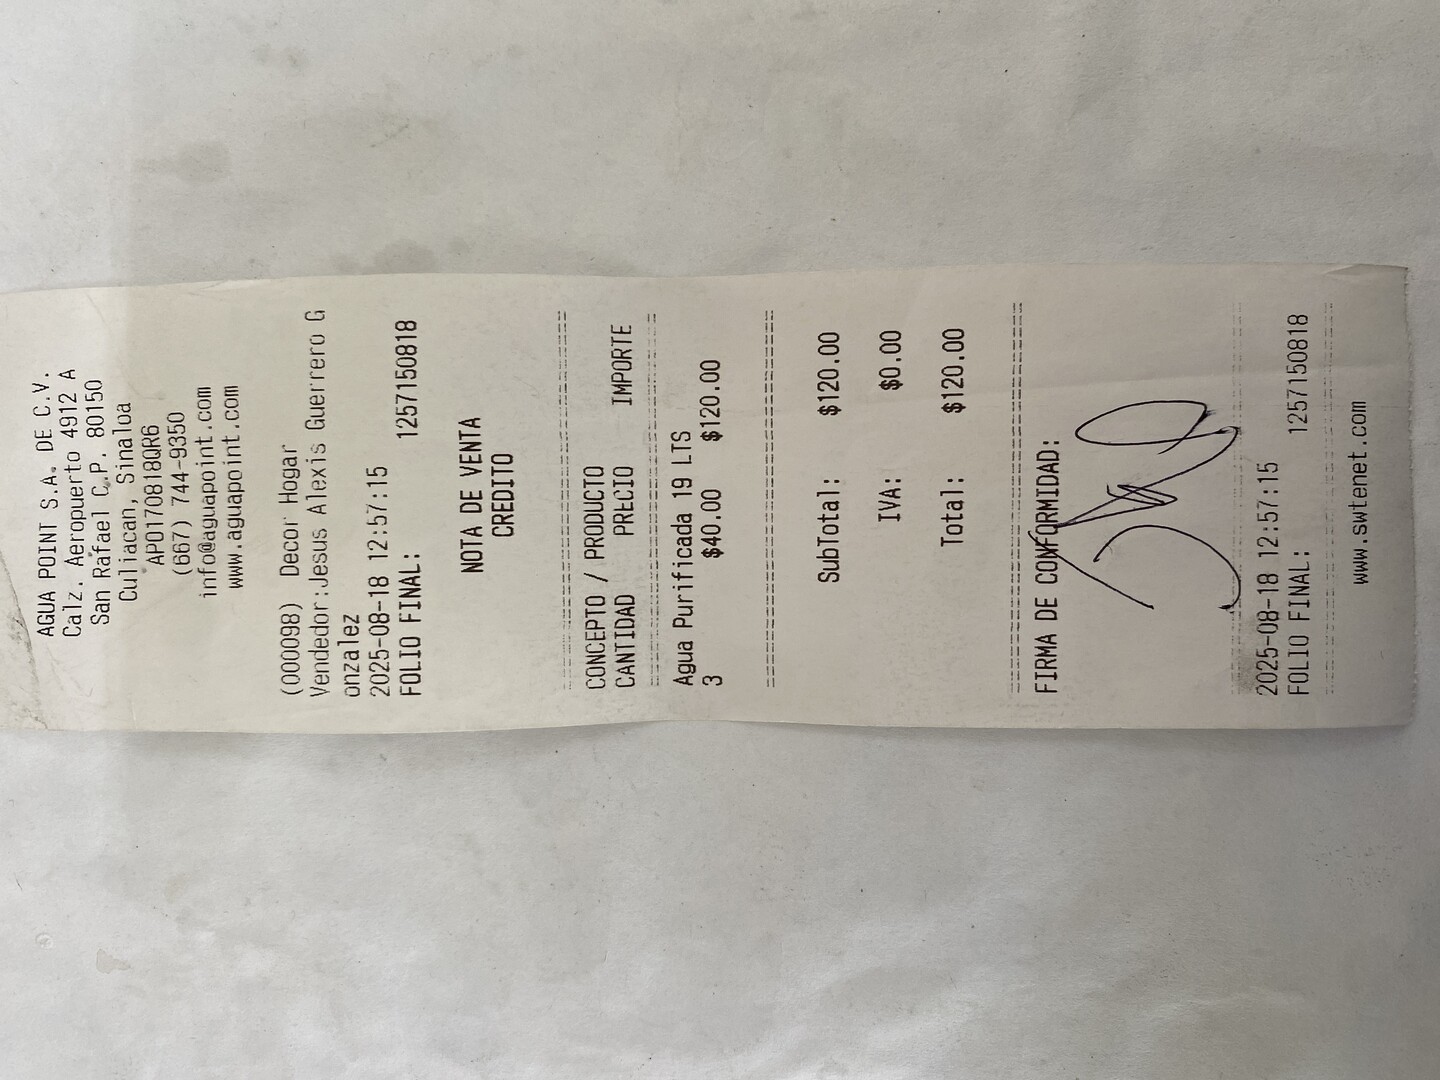 AGUA POINT S.A. DE C.V.
Calz. Aeropuerto 4912 A
San Rafael C.P. 80150
Culiacan, Sinaloa
APO170818QR6
(667) 744-9350
info@aguapoint.com
www.aguapoint.com
(000098) Decor Hogar
Vendedor:Jesus Alexis Guerrero G
onzalez
2025-08-18 12:57:15
FOLIO FINAL: 1257150818
NOTA DE VENTA
CREDITO
CONCEPTO / PRODUCTO
CANTIDAD PRECIO IMPORTE
Agua Purificada 19 LTS
3 $40.00 $120.00
SubTotal: $120.00
IVA: $0.00
Total: $120.00
FIRMA DE CONFORMIDAD:
2025-08-18 12:57:15
FOLIO FINAL: 1257150818
www.swtenet.com